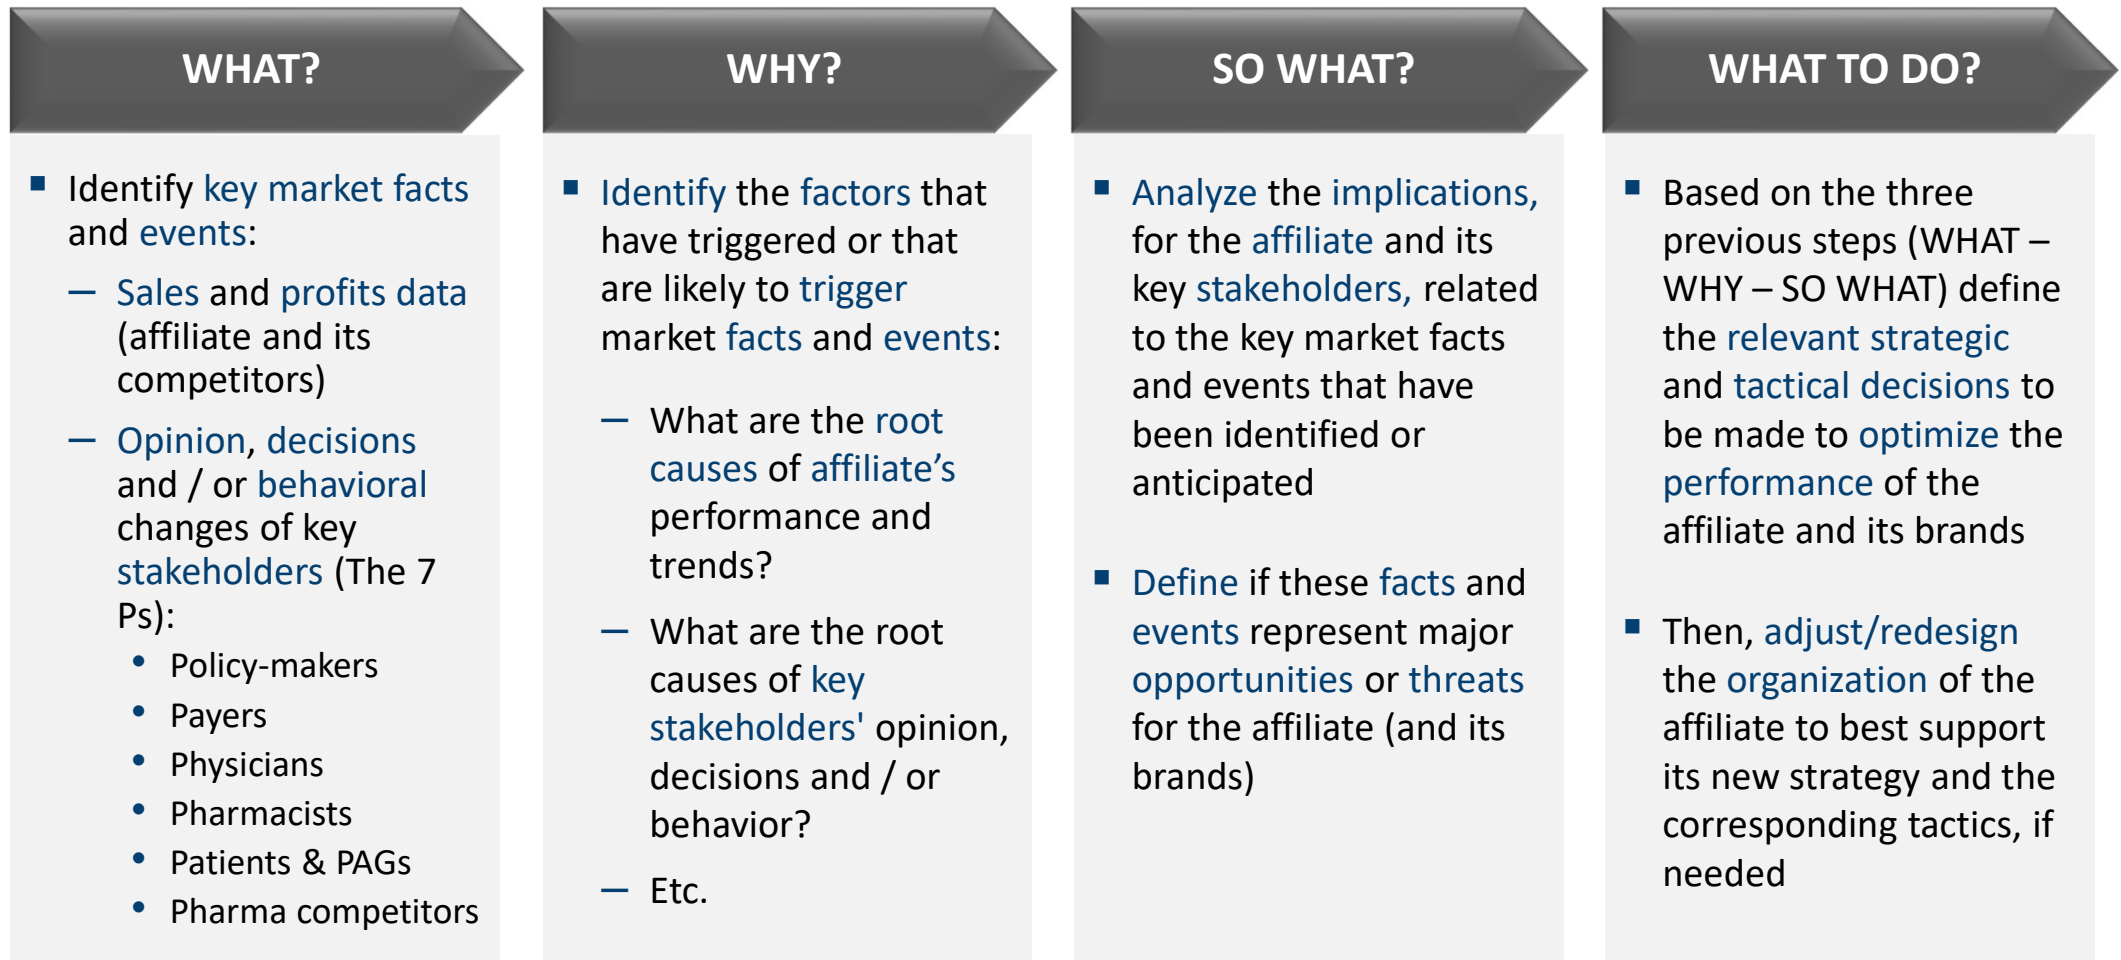 WHAT?
▪ Identify key market facts
and events:
— Sales and profits data
(affiliate and its
competitors)
— Opinion, decisions
and / or behavioral
changes of key
stakeholders (The 7
Ps):
• Policy-makers
• Payers
• Physicians
• Pharmacists
• Patients & PAGs
• Pharma competitors
WHY?
▪ Identify the factors that
have triggered or that
are likely to trigger
market facts and events:
— What are the root
causes of affiliate’s
performance and
trends?
— What are the root
causes of key
stakeholders' opinion,
decisions and / or
behavior?
— Etc.
SO WHAT?
▪ Analyze the implications,
for the affiliate and its
key stakeholders, related
to the key market facts
and events that have
been identified or
anticipated
▪ Define if these facts and
events represent major
opportunities or threats
for the affiliate (and its
brands)
WHAT TO DO?
▪ Based on the three
previous steps (WHAT –
WHY – SO WHAT) define
the relevant strategic
and tactical decisions to
be made to optimize the
performance of the
affiliate and its brands
▪ Then, adjust/redesign
the organization of the
affiliate to best support
its new strategy and the
corresponding tactics, if
needed